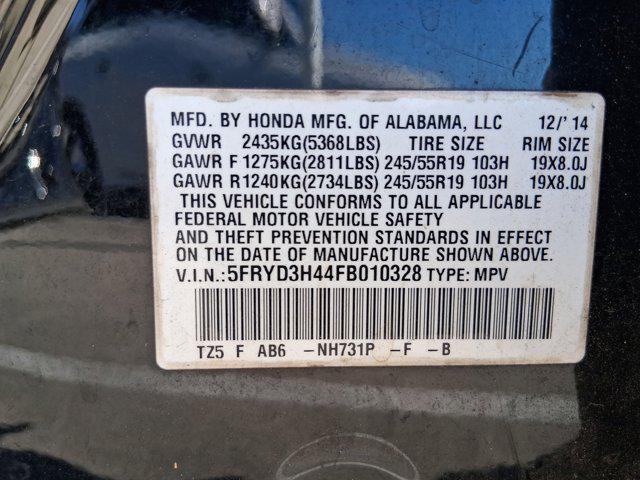 MFD. BY HONDA MFG. OF ALABAMA, LLC 12/'14
GVWR 2435KG(5368LBS) TIRE SIZE RIM SIZE
GAWR F 1275KG(2811LBS) 245/55R19 103H 19X8.0J
GAWR R 1240KG(2734LBS) 245/55R19 103H 19X8.0J
THIS VEHICLE CONFORMS TO ALL APPLICABLE
FEDERAL MOTOR VEHICLE SAFETY
AND THEFT PREVENTION STANDARDS IN EFFECT
ON THE DATE OF MANUFACTURE SHOWN ABOVE.
V.I.N.:5FRYD3H44FB010328 TYPE: MPV
TZ5 F AB6 -NH731P -F -B